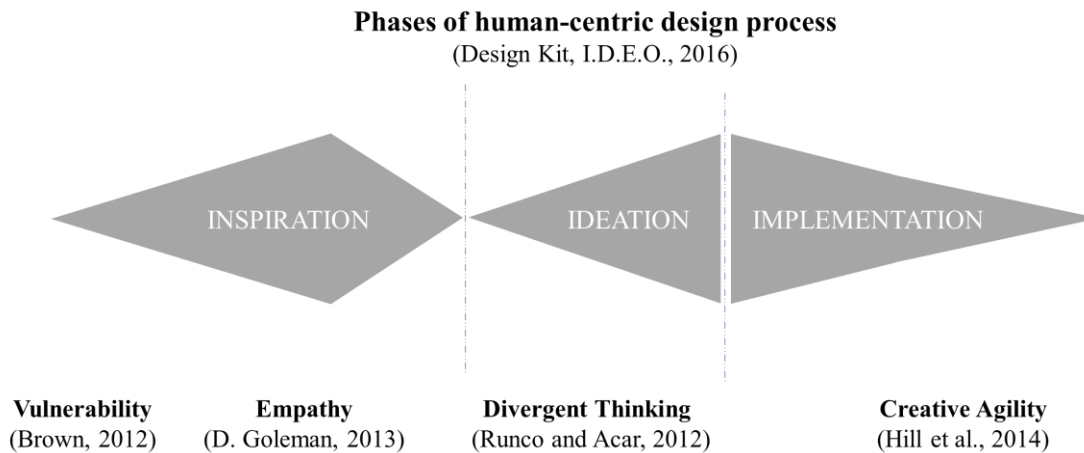 Phases of human-centric design process
(Design Kit, I.D.E.O., 2016)
INSPIRATION
IDEATION
IMPLEMENTATION
Vulnerability
(Brown, 2012)
Empathy
(D. Goleman, 2013)
Divergent Thinking
(Runco and Acar, 2012)
Creative Agility
(Hill et al., 2014)